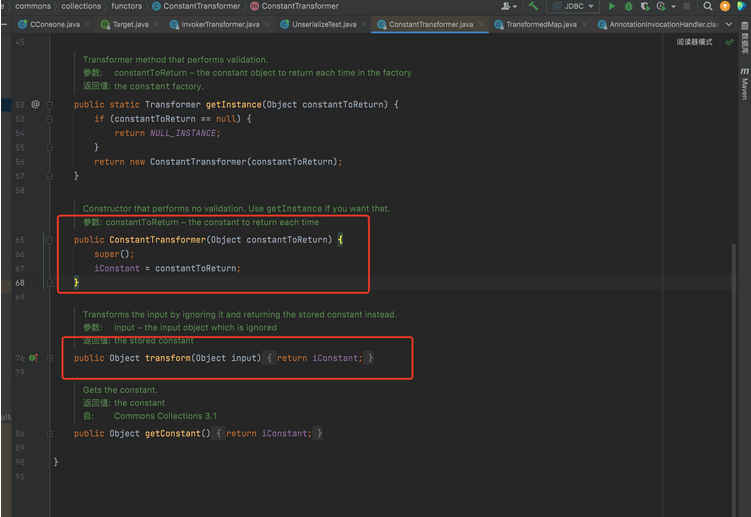 e › commons › collections › functors › ConstantTransformer › ConstantTransformer
JDBC
CConeone.java × Target.java × InvokerTransformer.java × UnserializeTest.java × ConstantTransformer.java × TransformedMap.java × AnnotationInvocationHandler.clas
阅读器模式
数据库
Maven
45
Transformer method that performs validation.
参数: constantToReturn – the constant object to return each time in the factory
返回值: the constant factory.
52 @ public static Transformer getInstance(Object constantToReturn) {
53 if (constantToReturn == null) {
54 return NULL_INSTANCE;
55 }
56 return new ConstantTransformer(constantToReturn);
57 }
58
Constructor that performs no validation. Use getInstance if you want that.
参数: constantToReturn – the constant to return each time
65 public ConstantTransformer(Object constantToReturn) {
66 super();
67 iConstant = constantToReturn;
68 }
69
Transforms the input by ignoring it and returning the stored constant instead.
参数: input – the input object which is ignored
返回值: the stored constant
76 public Object transform(Object input) { return iConstant; }
79
Gets the constant.
返回值: the constant
自: Commons Collections 3.1
86 public Object getConstant() { return iConstant; }
89
90 }
91